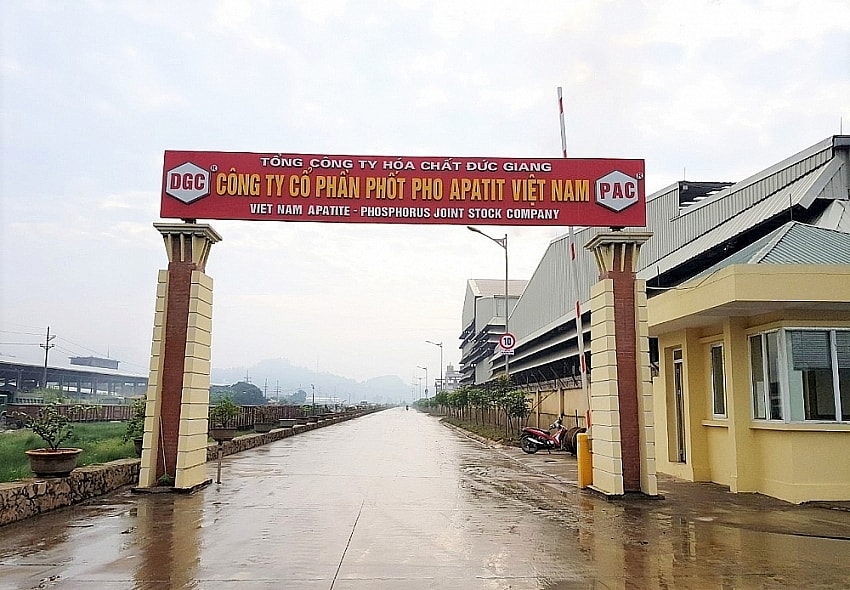 TỔNG CÔNG TY HÓA CHẤT ĐỨC GIANG
DGC ®
CÔNG TY CỔ PHẦN PHỐT PHO APATIT VIỆT NAM
PAC ®
VIET NAM APATITE - PHOSPHORUS JOINT STOCK COMPANY
10